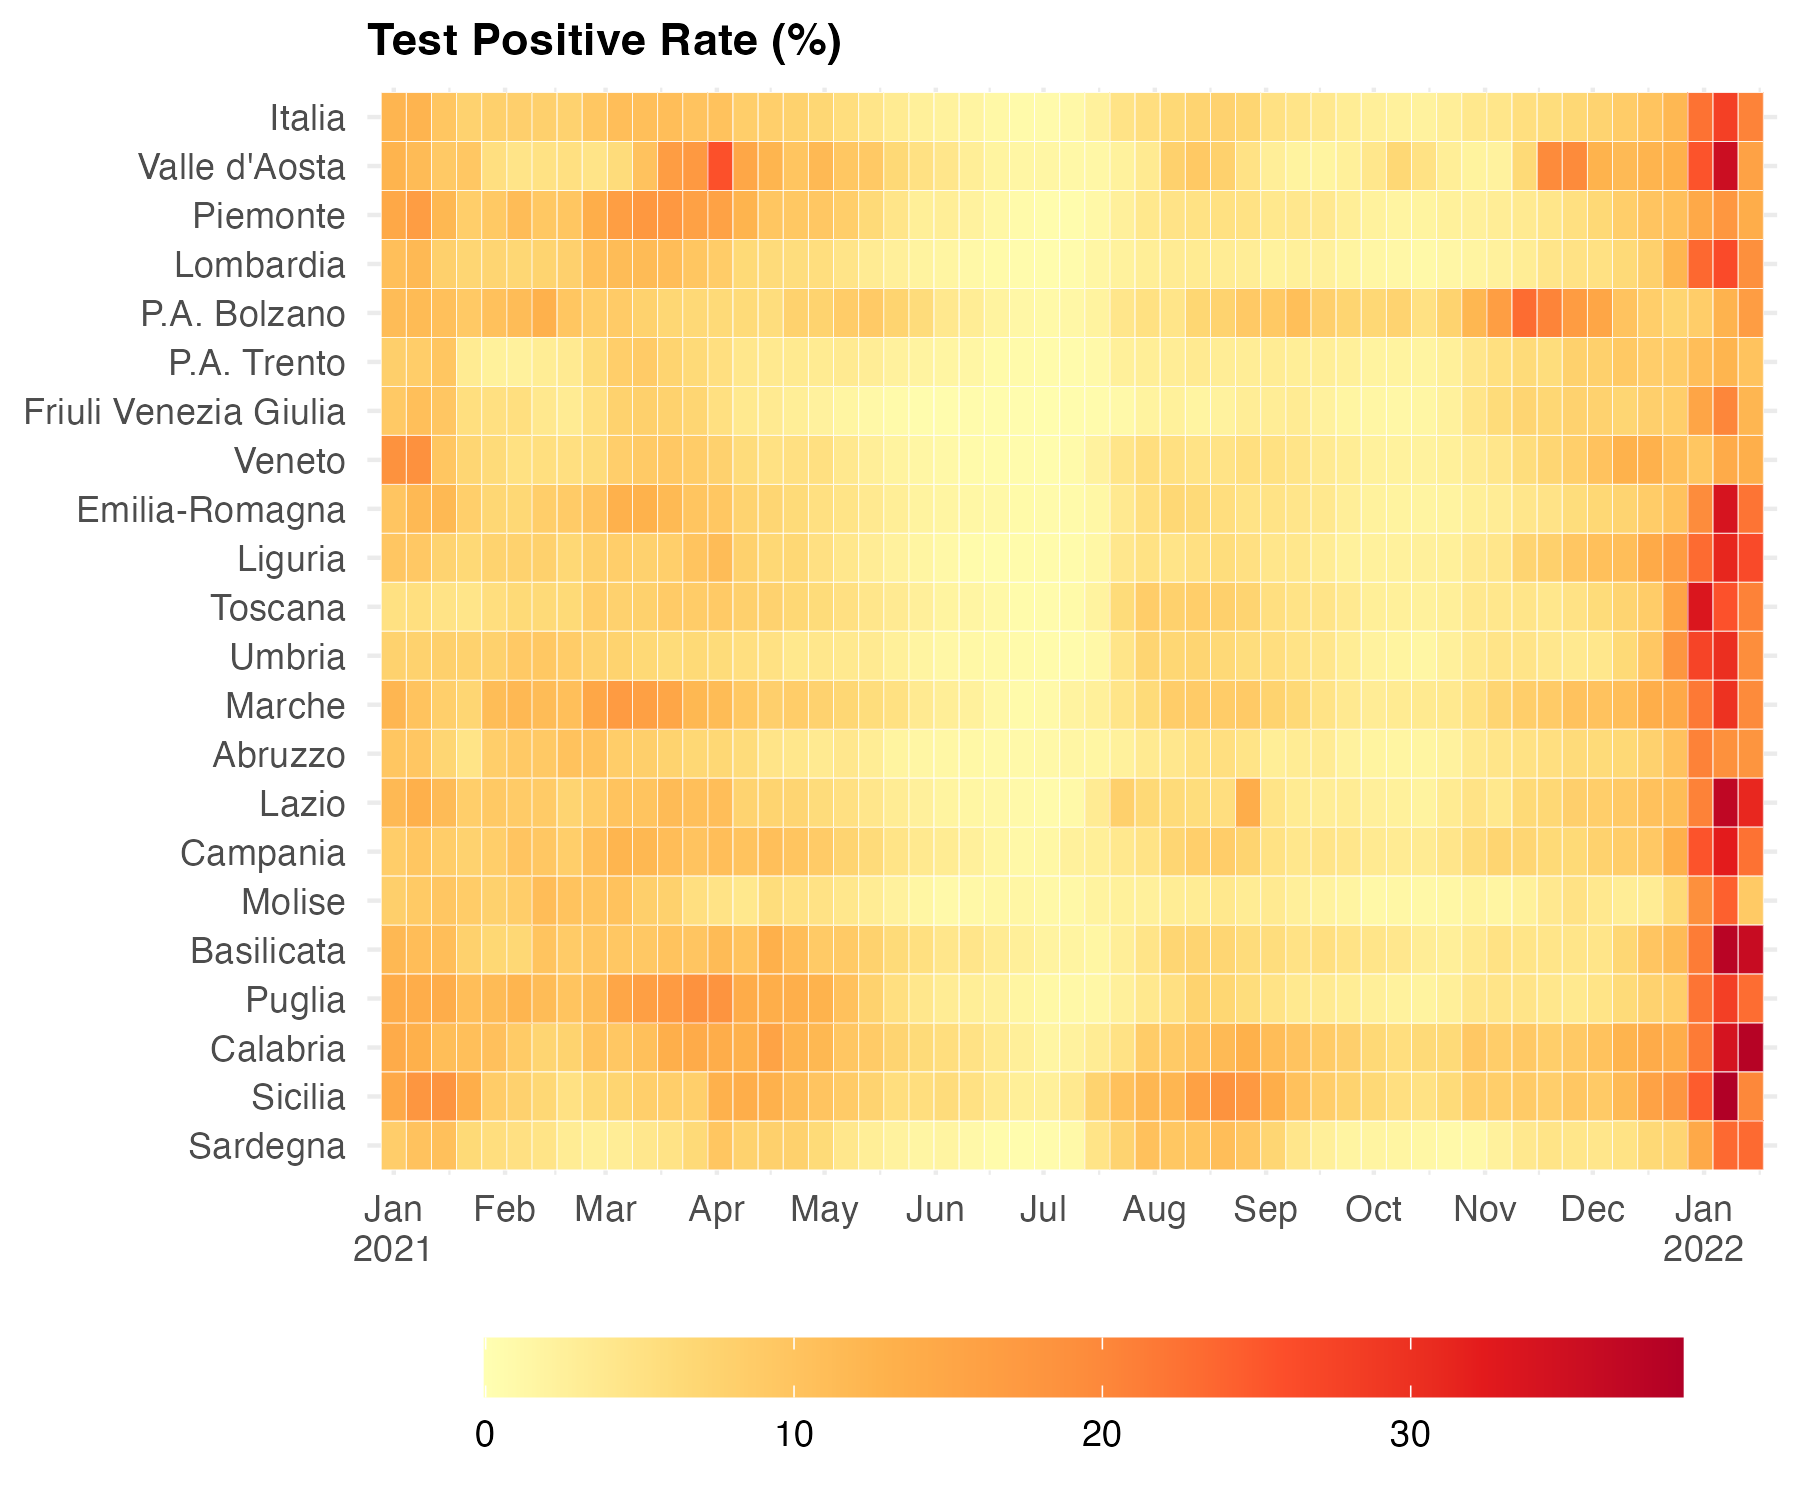 Test Positive Rate (%)
Italia
Valle d'Aosta
Piemonte
Lombardia
P.A. Bolzano
P.A. Trento
Friuli Venezia Giulia
Veneto
Emilia-Romagna
Liguria
Toscana
Umbria
Marche
Abruzzo
Lazio
Campania
Molise
Basilicata
Puglia
Calabria
Sicilia
Sardegna
Jan Feb Mar Apr May Jun Jul Aug Sep Oct Nov Dec Jan
2021 2022
0 10 20 30